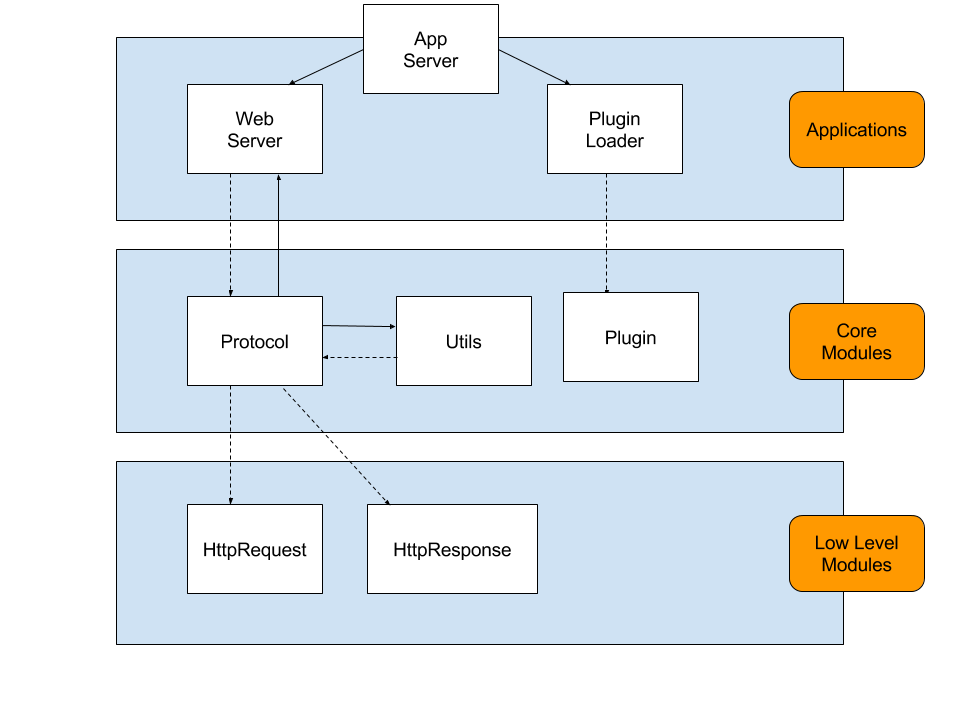 App
Server
Web
Server
Plugin
Loader
Applications
Protocol
Utils
Plugin
Core
Modules
HttpRequest
HttpResponse
Low Level
Modules